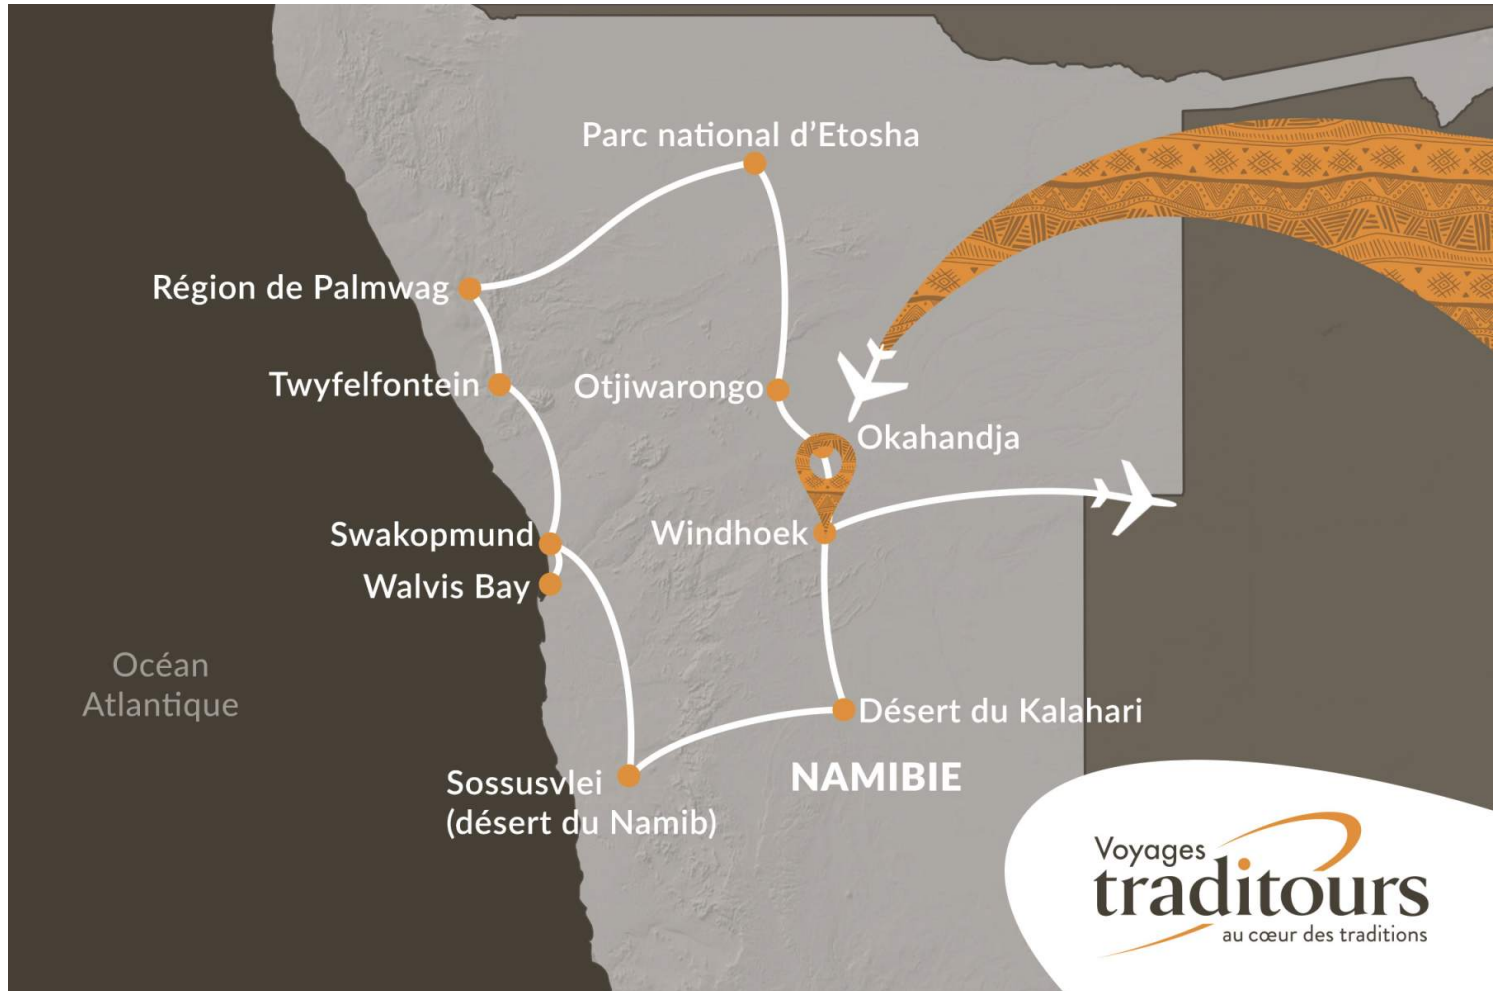 Parc national d’Etosha
Région de Palmwag
Twyfelfontein
Otjiwarongo
Okahandja
Swakopmund
Windhoek
Walvis Bay
Océan
Atlantique
Désert du Kalahari
Sossusvlei
(désert du Namib)
NAMIBIE
Voyages
traditours
au cœur des traditions